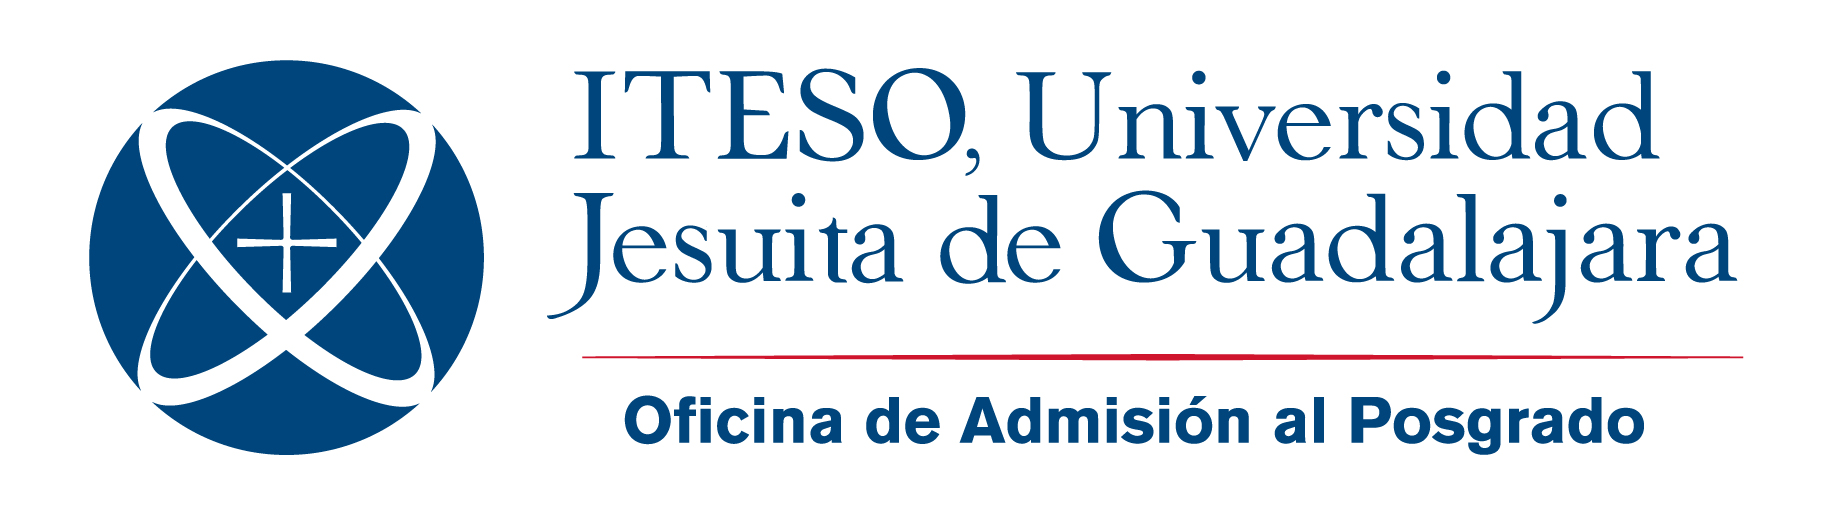 ITESO, Universidad
Jesuita de Guadalajara
Oficina de Admisión al Posgrado